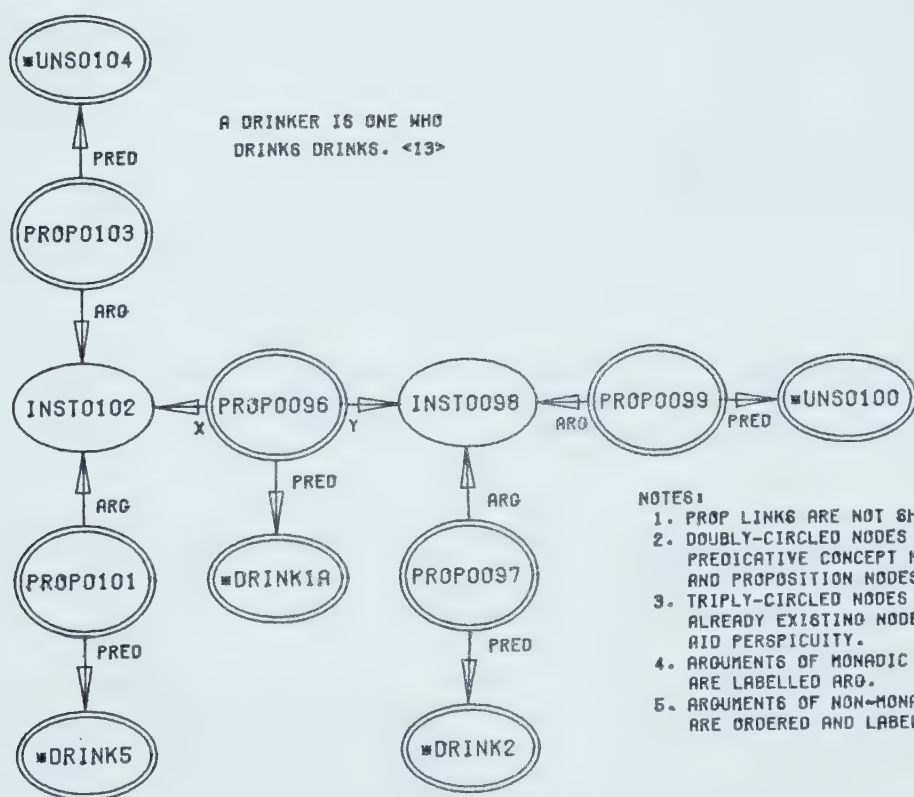 *UNS0104
A DRINKER IS ONE WHO
DRINKS DRINKS. <13>
PRED
PROP0103
ARG
INST0102
PROP0096
INST0098
PROP0099
*UNS0100
X
Y
ARG
PRED
ARG
PRED
ARG
PROP0101
*DRINK1A
PROP0097
PRED
PRED
*DRINK5
*DRINK2
NOTES:
1. PROP LINKS ARE NOT SH
2. DOUBLY-CIRCLED NODES
PREDICATIVE CONCEPT
AND PROPOSITION NODES
3. TRIPLY-CIRCLED NODES
ALREADY EXISTING NODE
AID PERSPICUITY.
4. ARGUMENTS OF MONADIC
ARE LABELLED ARG.
5. ARGUMENTS OF NON-MONA
ARE ORDERED AND LABEL